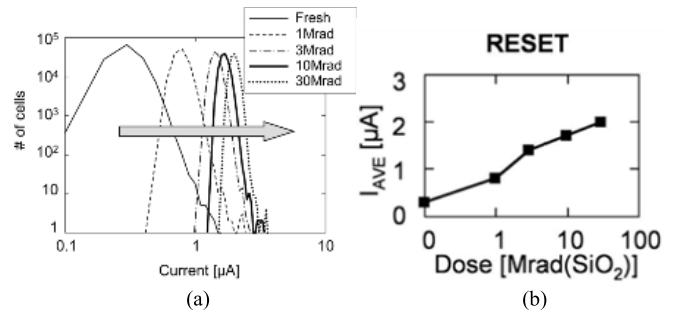 Fresh
1Mrad
3Mrad
10Mrad
30Mrad
10⁵
10⁴
10³
10²
10
1
# of cells
0.1
1
10
Current [µA]
(a)
RESET
3
2
1
0
I_AVE [µA]
0
1
10
100
Dose [Mrad(SiO₂)]
(b)